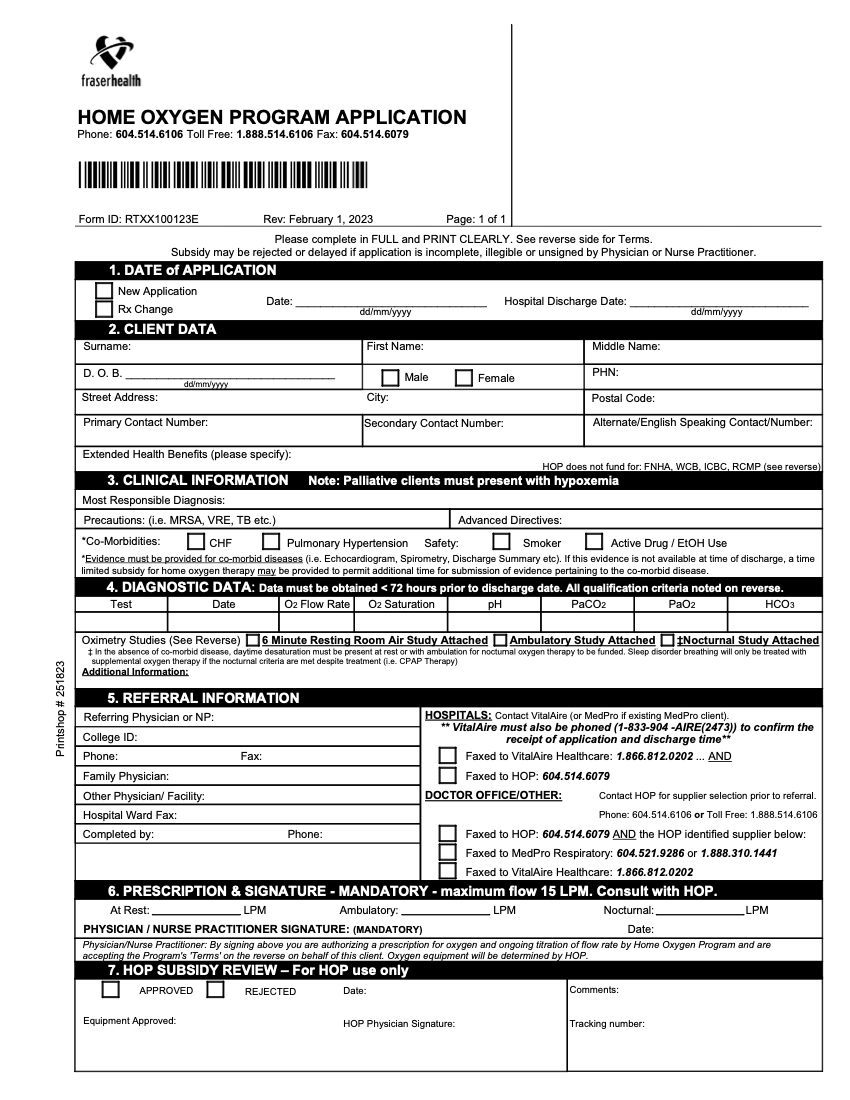 fraserhealth
HOME OXYGEN PROGRAM APPLICATION
Phone: 604.514.6106 Toll Free: 1.888.514.6106 Fax: 604.514.6079
Form ID: RTXX100123E Rev: February 1, 2023 Page: 1 of 1
Please complete in FULL and PRINT CLEARLY. See reverse side for Terms.
Subsidy may be rejected or delayed if application is incomplete, illegible or unsigned by Physician or Nurse Practitioner.
1. DATE of APPLICATION
New Application
Rx Change
Date: ________________ Hospital Discharge Date: ________________
dd/mm/yyyy dd/mm/yyyy
2. CLIENT DATA
Surname: First Name: Middle Name:
D. O. B. ________________ Male Female PHN:
dd/mm/yyyy
Street Address: City: Postal Code:
Primary Contact Number: Secondary Contact Number: Alternate/English Speaking Contact/Number:
Extended Health Benefits (please specify):
HOP does not fund for: FNHA, WCB, ICBC, RCMP (see reverse)
3. CLINICAL INFORMATION Note: Palliative clients must present with hypoxemia
Most Responsible Diagnosis:
Precautions: (i.e. MRSA, VRE, TB etc.) Advanced Directives:
*Co-Morbidities: CHF Pulmonary Hypertension Safety: Smoker Active Drug / EtOH Use
*Evidence must be provided for co-morbid diseases (i.e. Echocardiogram, Spirometry, Discharge Summary etc). If this evidence is not available at time of discharge, a time
limited subsidy for home oxygen therapy may be provided to permit additional time for submission of evidence pertaining to the co-morbid disease.
4. DIAGNOSTIC DATA: Data must be obtained < 72 hours prior to discharge date. All qualification criteria noted on reverse.
Test Date O2 Flow Rate O2 Saturation pH PaCO2 PaO2 HCO3
Oximetry Studies (See Reverse) 6 Minute Resting Room Air Study Attached Ambulatory Study Attached ‡Nocturnal Study Attached
‡ In the absence of co-morbid disease, daytime desaturation must be present at rest or with ambulation for nocturnal oxygen therapy to be funded. Sleep disorder breathing will only be treated with
supplemental oxygen therapy if the nocturnal criteria are met despite treatment (i.e. CPAP Therapy)
Additional Information:
Printshop # 251823
5. REFERRAL INFORMATION
Referring Physician or NP:
College ID:
Phone: Fax:
Family Physician:
Other Physician/ Facility:
Hospital Ward Fax:
Completed by: Phone:
HOSPITALS: Contact VitalAire (or MedPro if existing MedPro client).
** VitalAire must also be phoned (1-833-904 -AIRE(2473)) to confirm the
receipt of application and discharge time**
Faxed to VitalAire Healthcare: 1.866.812.0202 ... AND
Faxed to HOP: 604.514.6079
DOCTOR OFFICE/OTHER: Contact HOP for supplier selection prior to referral.
Phone: 604.514.6106 or Toll Free: 1.888.514.6106
Faxed to HOP: 604.514.6079 AND the HOP identified supplier below:
Faxed to MedPro Respiratory: 604.521.9286 or 1.888.310.1441
Faxed to VitalAire Healthcare: 1.866.812.0202
6. PRESCRIPTION & SIGNATURE - MANDATORY - maximum flow 15 LPM. Consult with HOP.
At Rest: ________________ LPM Ambulatory: ________________ LPM Nocturnal: ________________ LPM
PHYSICIAN / NURSE PRACTITIONER SIGNATURE: (MANDATORY) Date:
Physician/Nurse Practitioner: By signing above you are authorizing a prescription for oxygen and ongoing titration of flow rate by Home Oxygen Program and are
accepting the Program's 'Terms' on the reverse on behalf of this client. Oxygen equipment will be determined by HOP.
7. HOP SUBSIDY REVIEW – For HOP use only
APPROVED REJECTED Date: Comments:
Equipment Approved: HOP Physician Signature: Tracking number: